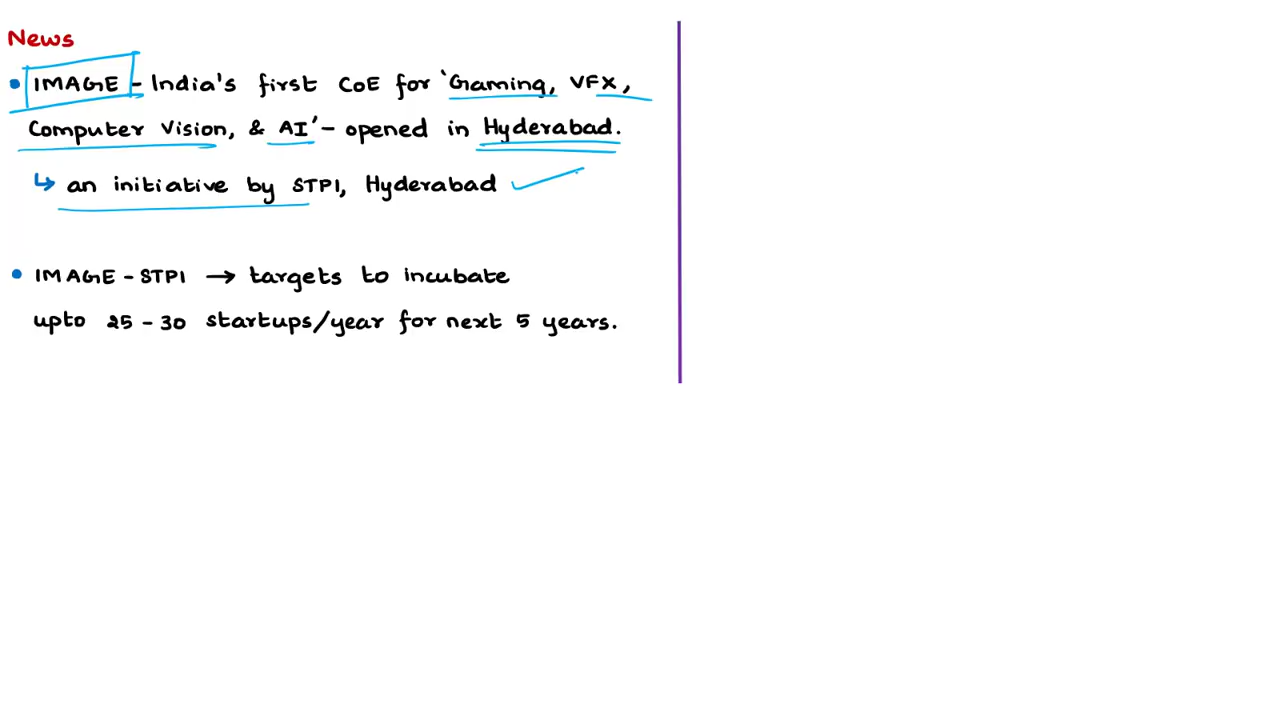 News
• IMAGE - India's first CoE for 'Gaming, VFX,
Computer Vision, & AI' - opened in Hyderabad.
↳ an initiative by STPI, Hyderabad
• IMAGE - STPI → targets to incubate
upto 25 - 30 startups/year for next 5 years.